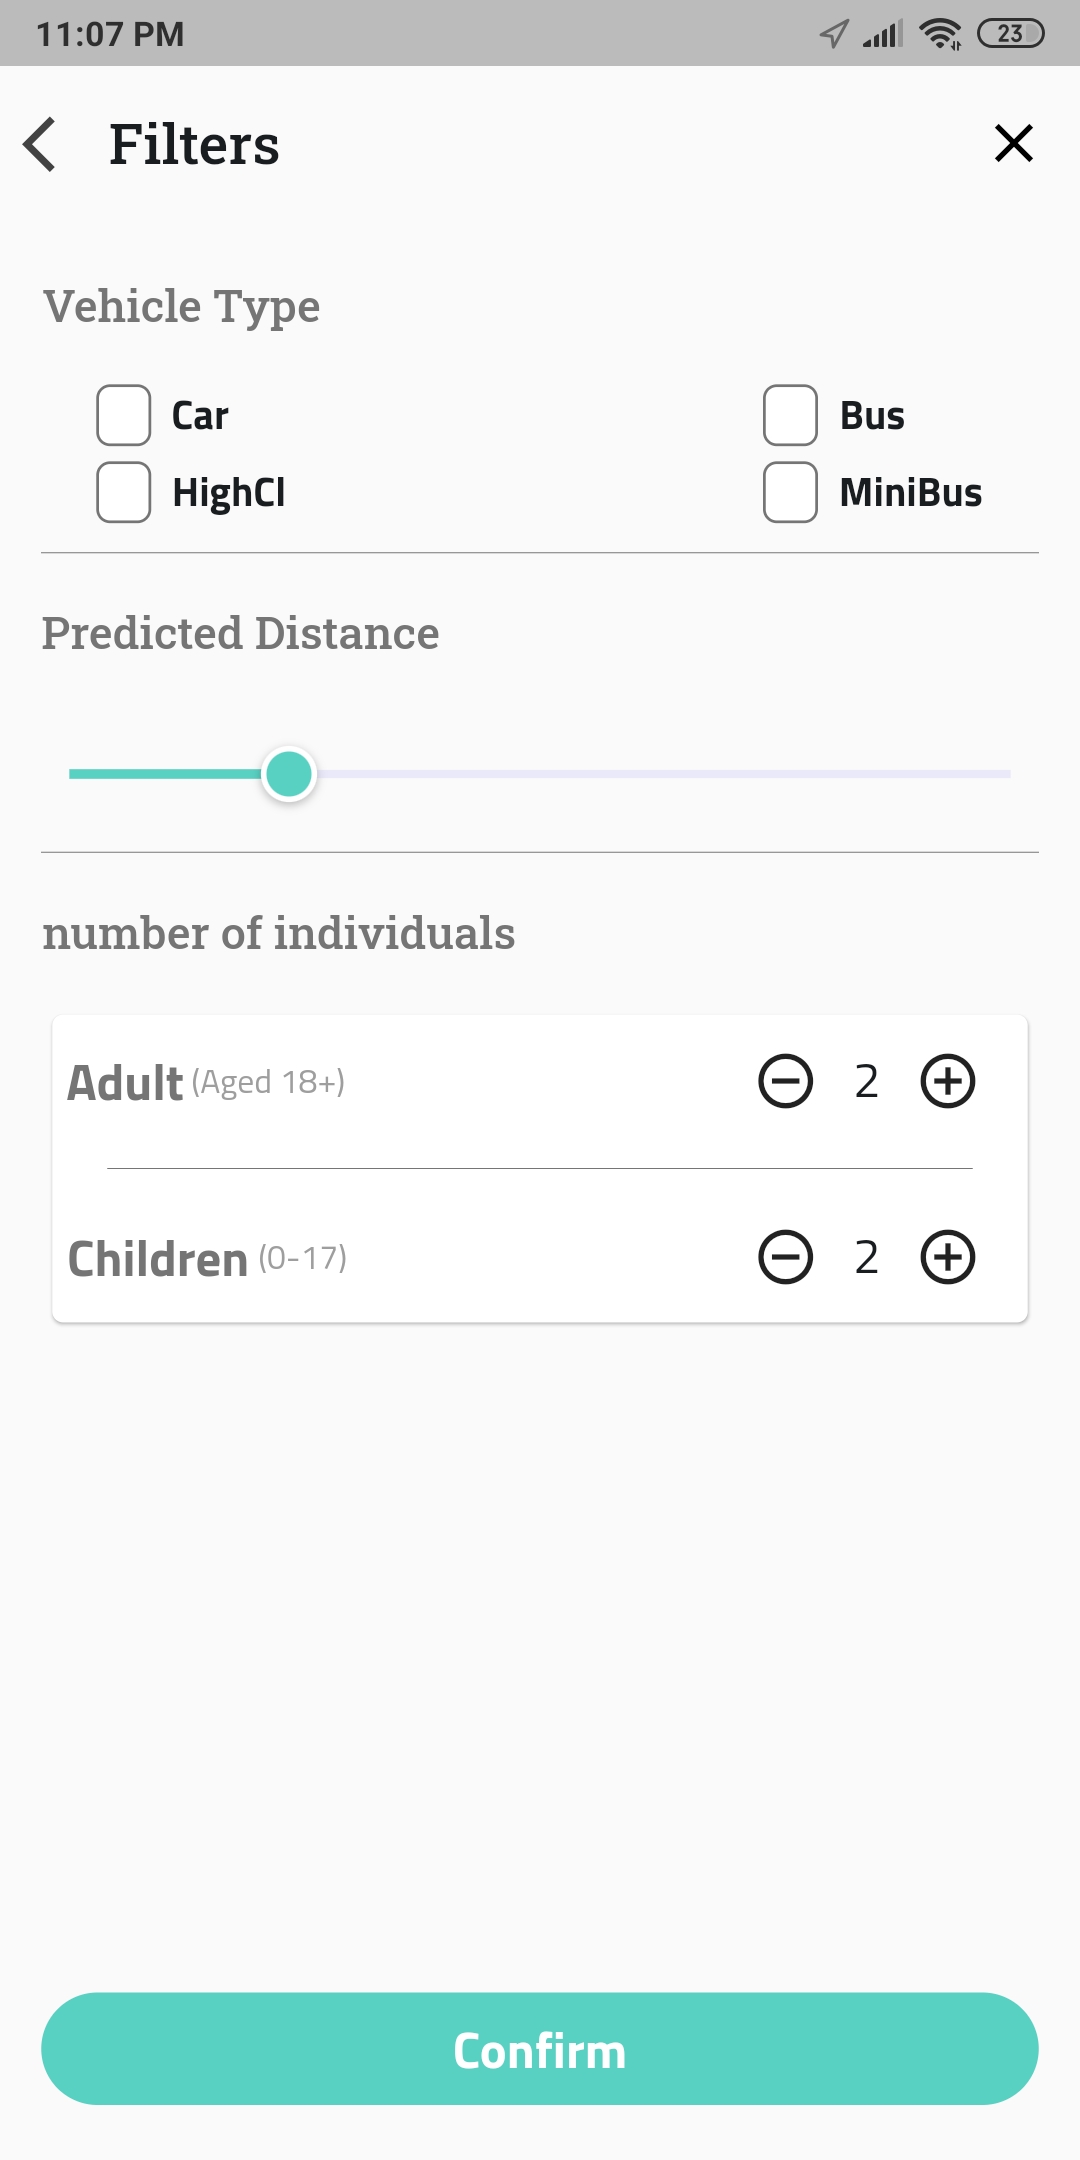 11:07 PM 23
Filters
Vehicle Type
Car Bus
HighCl MiniBus
Predicted Distance
number of individuals
Adult (Aged 18+) 2
Children (0-17) 2
Confirm